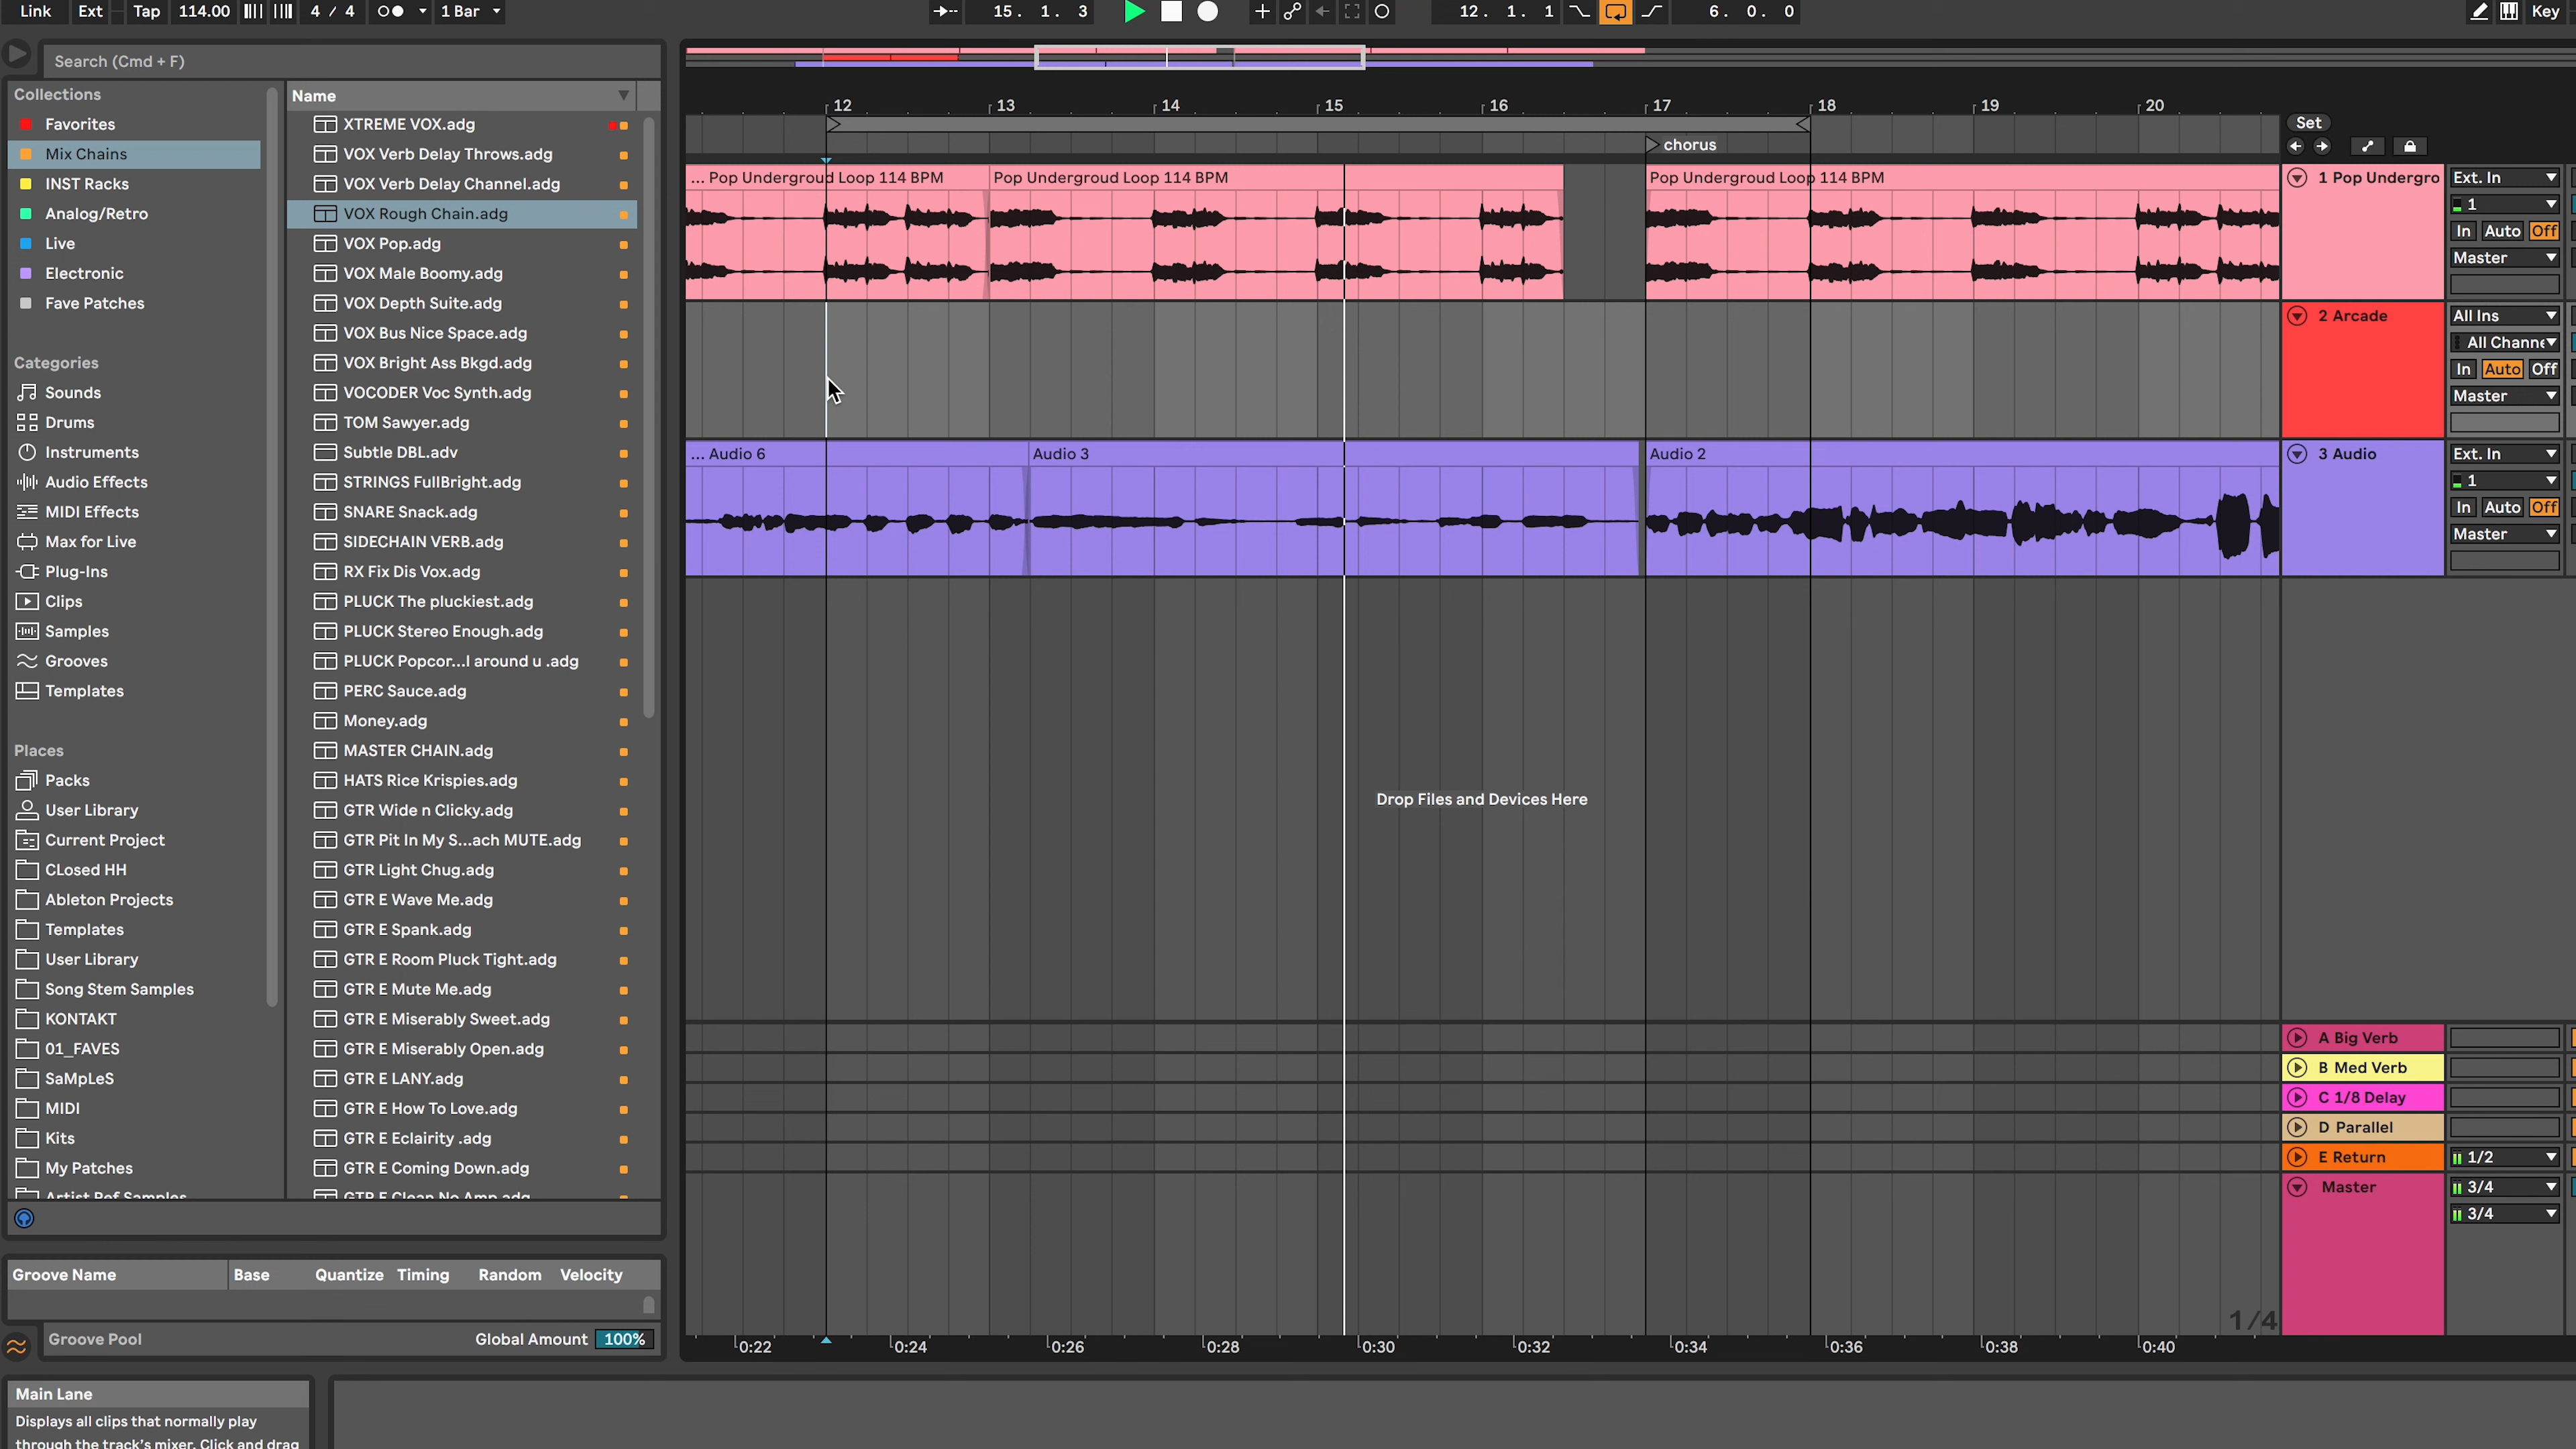 Link Ext Tap 114.00 4 / 4 1 Bar 15. 1. 3 12. 1. 1 6. 0. 0 Key
Search (Cmd + F)
Collections
Favorites
Mix Chains
INST Racks
Analog/Retro
Live
Electronic
Fave Patches
Categories
Sounds
Drums
Instruments
Audio Effects
MIDI Effects
Max for Live
Plug-Ins
Clips
Samples
Grooves
Templates
Places
Packs
User Library
Current Project
CLosed HH
Ableton Projects
Templates
User Library
Song Stem Samples
KONTAKT
01_FAVES
SaMpLeS
MIDI
Kits
My Patches
Artist Ref Samples
Name
XTREME VOX.adg
VOX Verb Delay Throws.adg
VOX Verb Delay Channel.adg
VOX Rough Chain.adg
VOX Pop.adg
VOX Male Boomy.adg
VOX Depth Suite.adg
VOX Bus Nice Space.adg
VOX Bright Ass Bkgd.adg
VOCODER Voc Synth.adg
TOM Sawyer.adg
Subtle DBL.adv
STRINGS FullBright.adg
SNARE Snack.adg
SIDECHAIN VERB.adg
RX Fix Dis Vox.adg
PLUCK The pluckiest.adg
PLUCK Stereo Enough.adg
PLUCK Popcor...l around u .adg
PERC Sauce.adg
Money.adg
MASTER CHAIN.adg
HATS Rice Krispies.adg
GTR Wide n Clicky.adg
GTR Pit In My S...ach MUTE.adg
GTR Light Chug.adg
GTR E Wave Me.adg
GTR E Spank.adg
GTR E Room Pluck Tight.adg
GTR E Mute Me.adg
GTR E Miserably Sweet.adg
GTR E Miserably Open.adg
GTR E LANY.adg
GTR E How To Love.adg
GTR E Eclairity .adg
GTR E Coming Down.adg
GTR E Clean No Amp.adg
Groove Name Base Quantize Timing Random Velocity
Groove Pool Global Amount 100%
Main Lane
Displays all clips that normally play
through the track's mixer. Click and drag
12 13 14 15 16 17 18 19 20
Set
chorus
... Pop Undergroud Loop 114 BPM Pop Undergroud Loop 114 BPM Pop Undergroud Loop 114 BPM
1 Pop Undergro Ext. In
1
In Auto Off
Master
2 Arcade All Ins
All Channe
In Auto Off
Master
... Audio 6 Audio 3 Audio 2
3 Audio Ext. In
1
In Auto Off
Master
Drop Files and Devices Here
A Big Verb
B Med Verb
C 1/8 Delay
D Parallel
E Return 1/2
Master 3/4
3/4
1/4
0:22 0:24 0:26 0:28 0:30 0:32 0:34 0:36 0:38 0:40